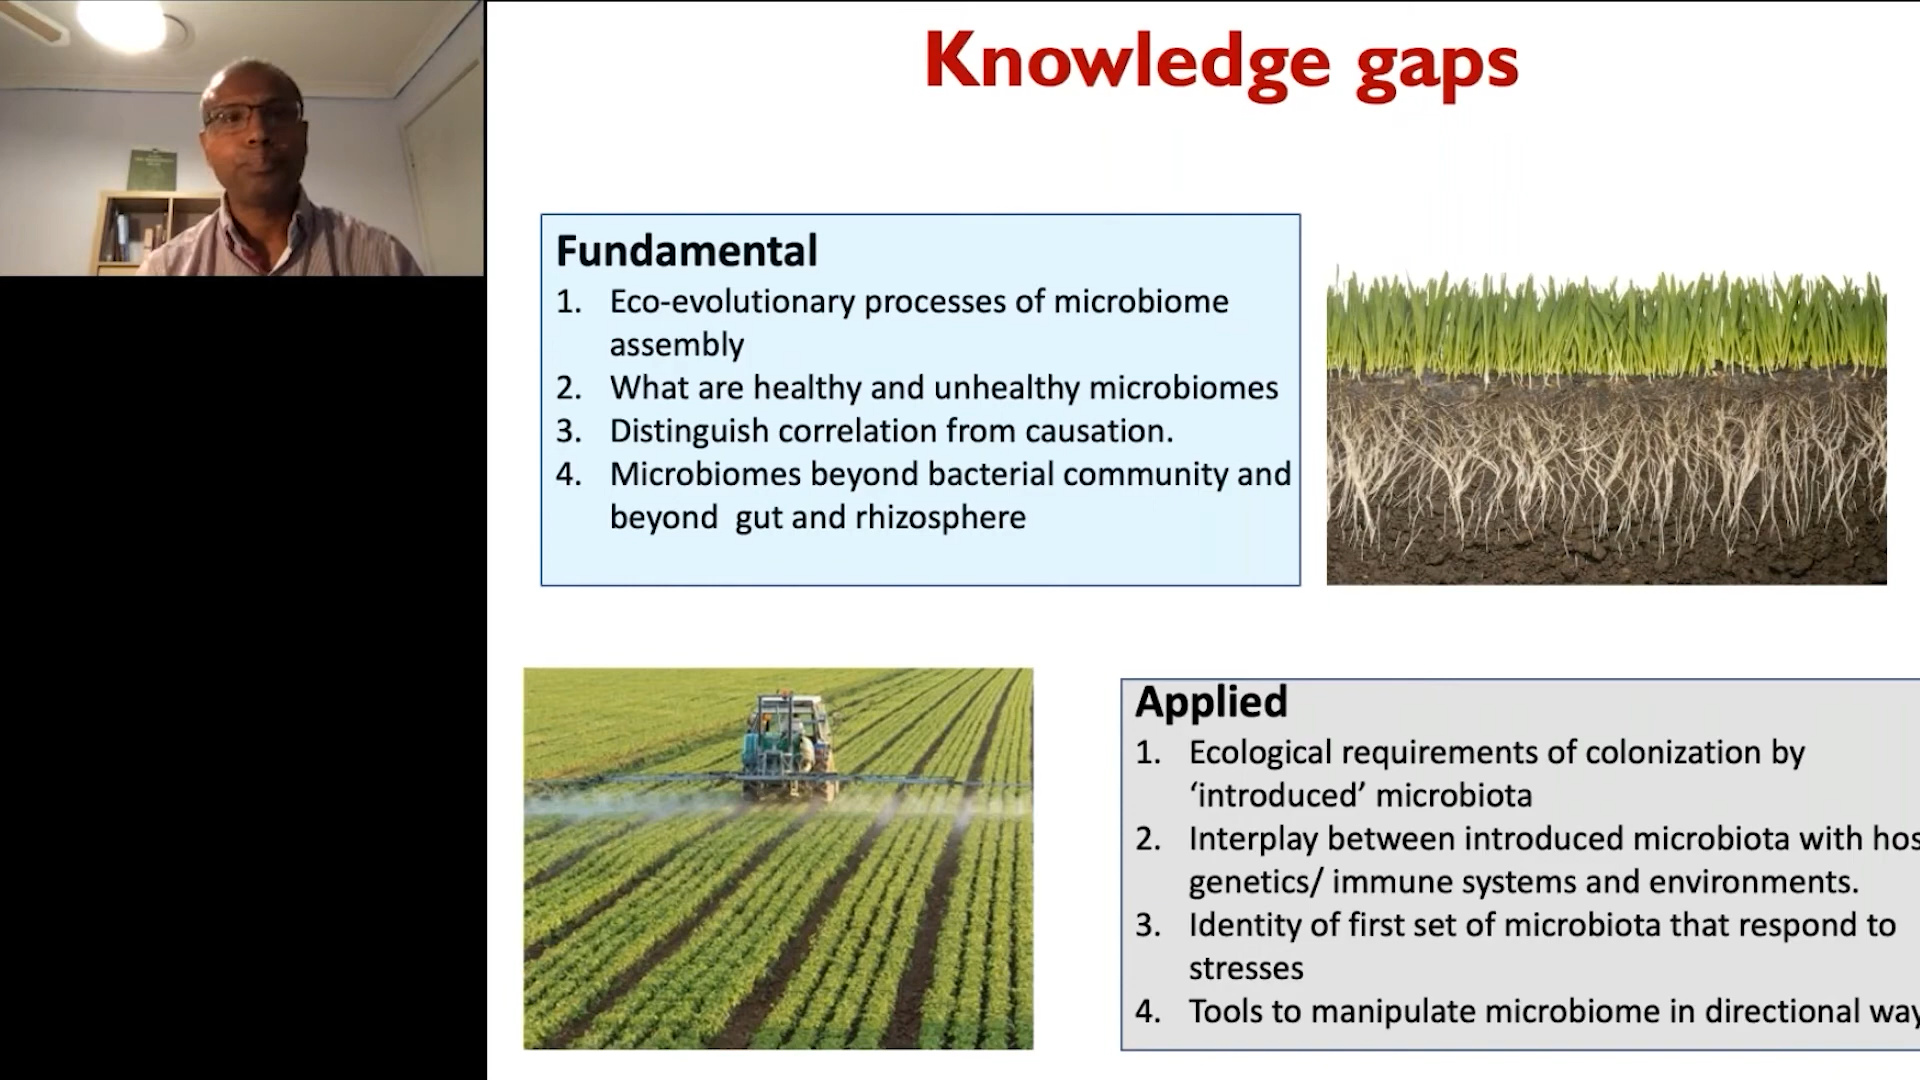 Knowledge gaps
Fundamental
1. Eco-evolutionary processes of microbiome
assembly
2. What are healthy and unhealthy microbiomes
3. Distinguish correlation from causation.
4. Microbiomes beyond bacterial community and
beyond gut and rhizosphere
Applied
1. Ecological requirements of colonization by
‘introduced’ microbiota
2. Interplay between introduced microbiota with hos
genetics/ immune systems and environments.
3. Identity of first set of microbiota that respond to
stresses
4. Tools to manipulate microbiome in directional way